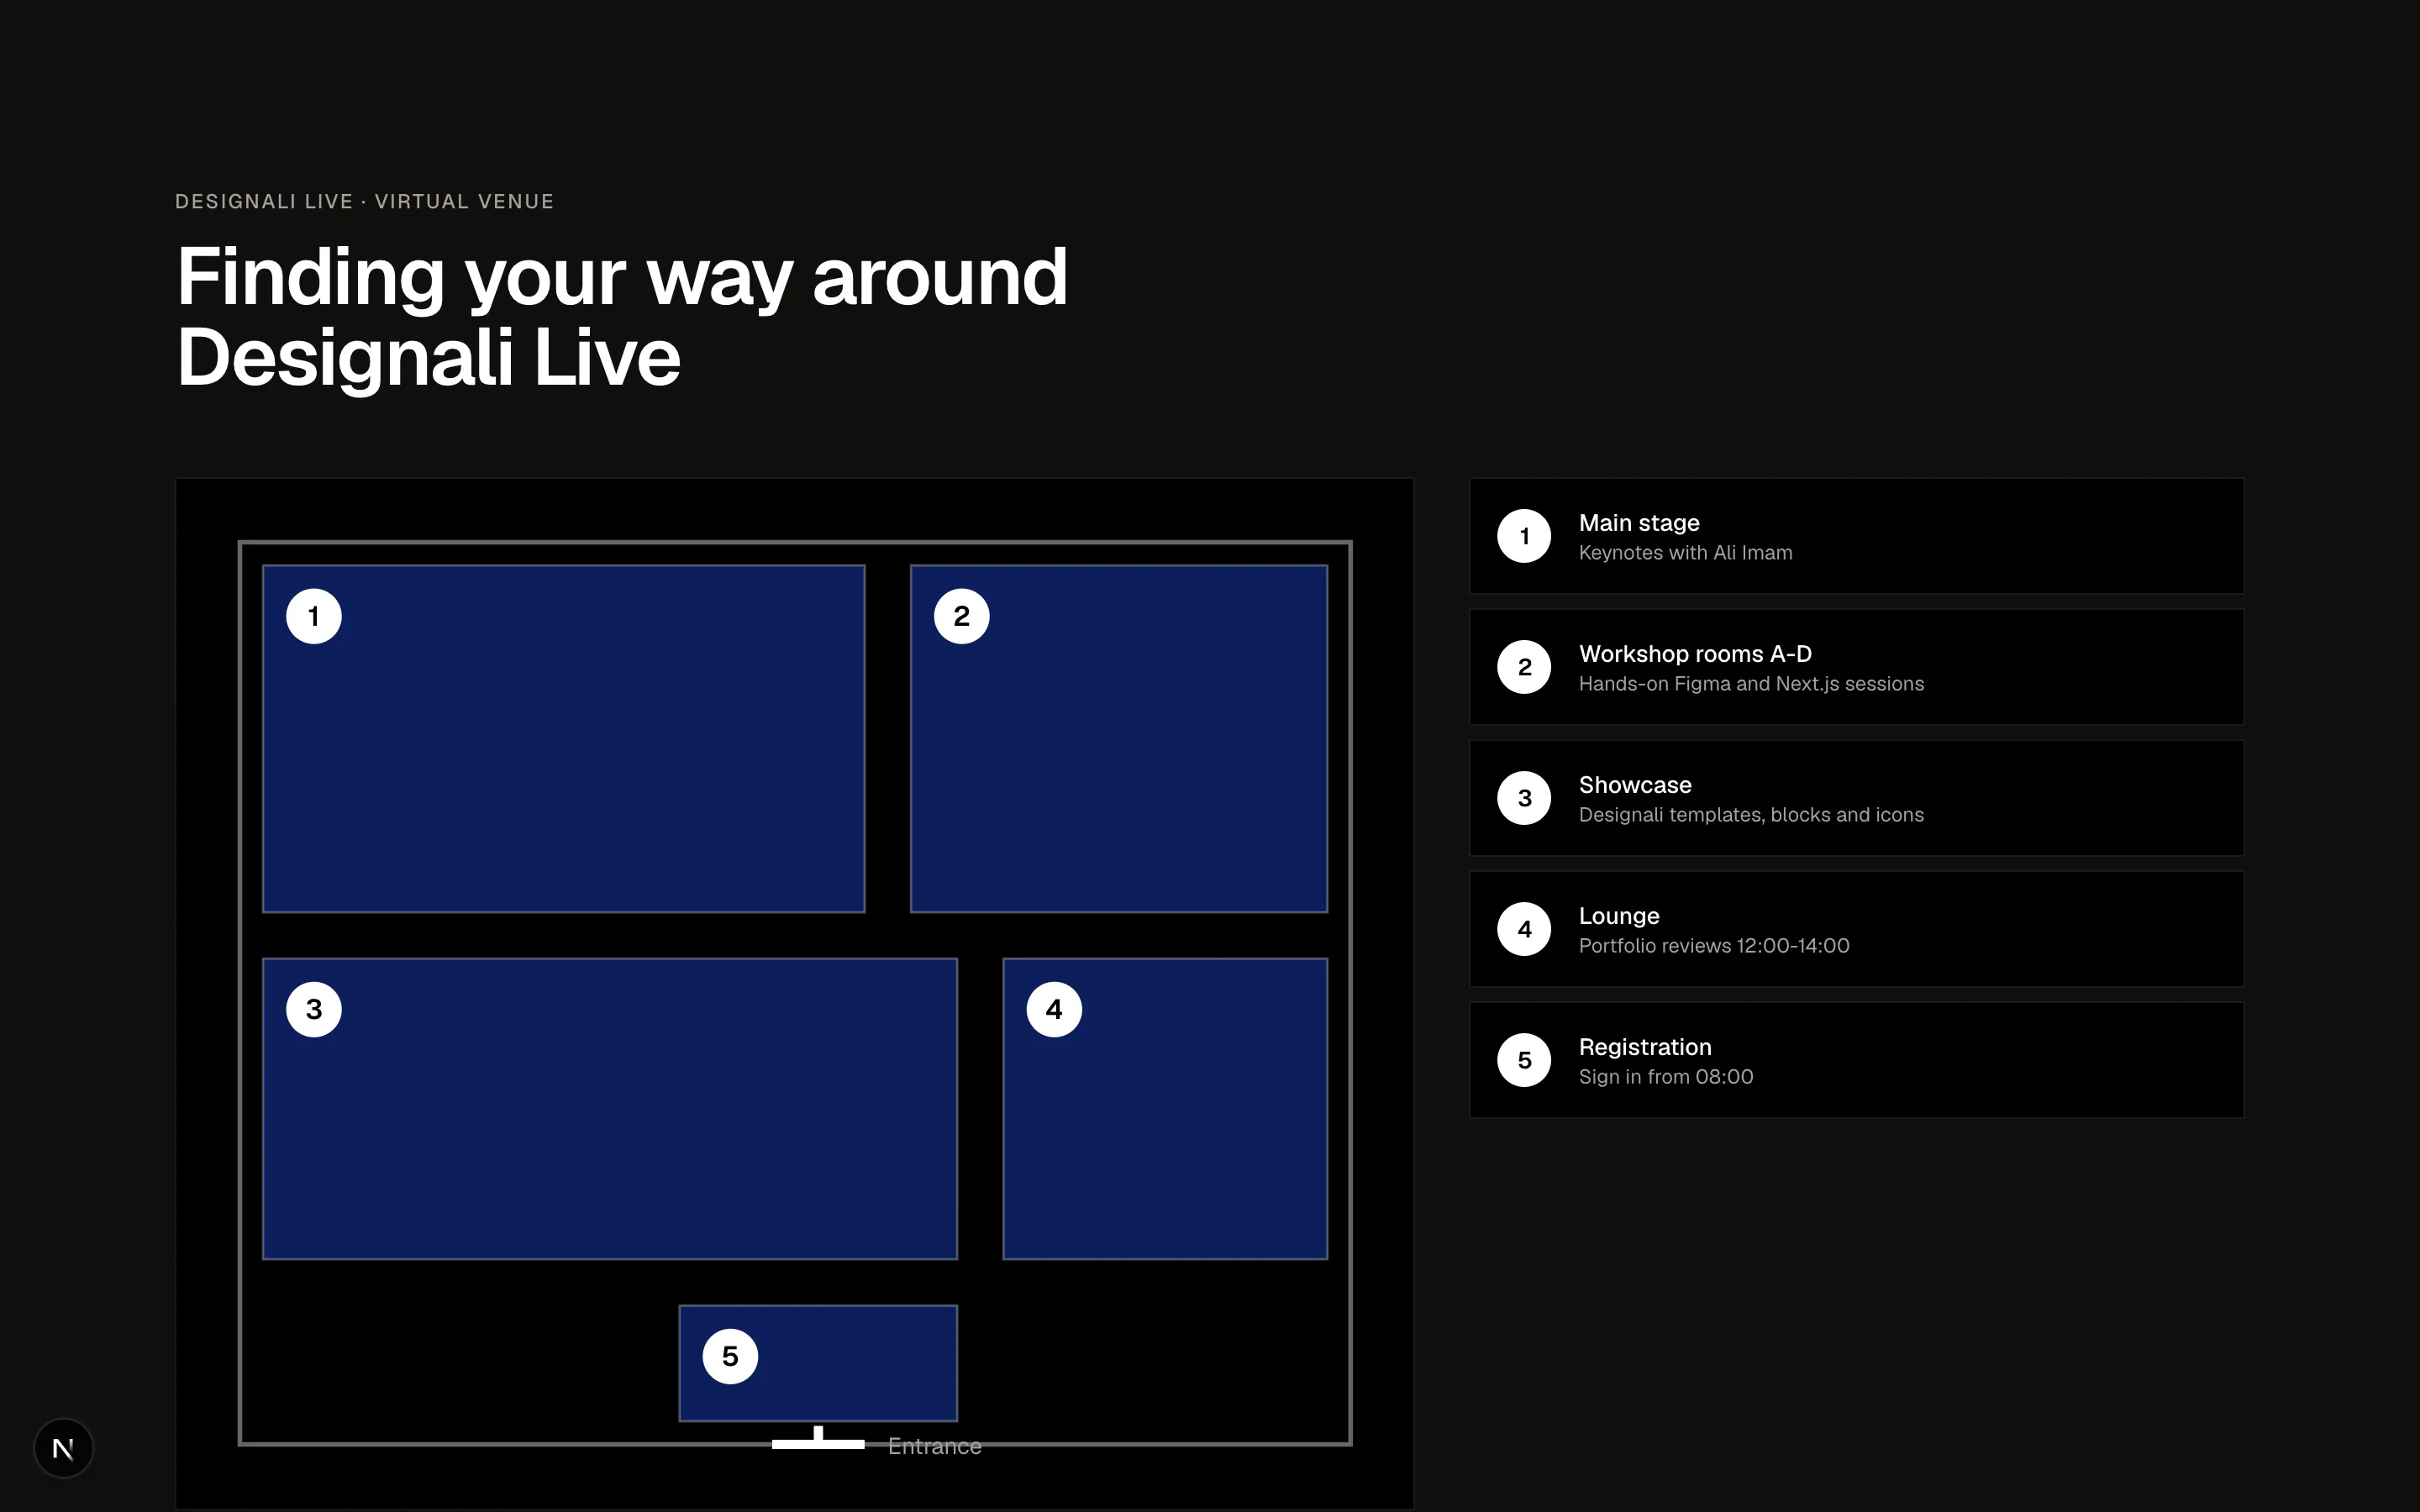 DESIGNALI LIVE · VIRTUAL VENUE
Finding your way around
Designali Live
1
2
3
4
5
Entrance
1
Main stage
Keynotes with Ali Imam
2
Workshop rooms A-D
Hands-on Figma and Next.js sessions
3
Showcase
Designali templates, blocks and icons
4
Lounge
Portfolio reviews 12:00-14:00
5
Registration
Sign in from 08:00
N